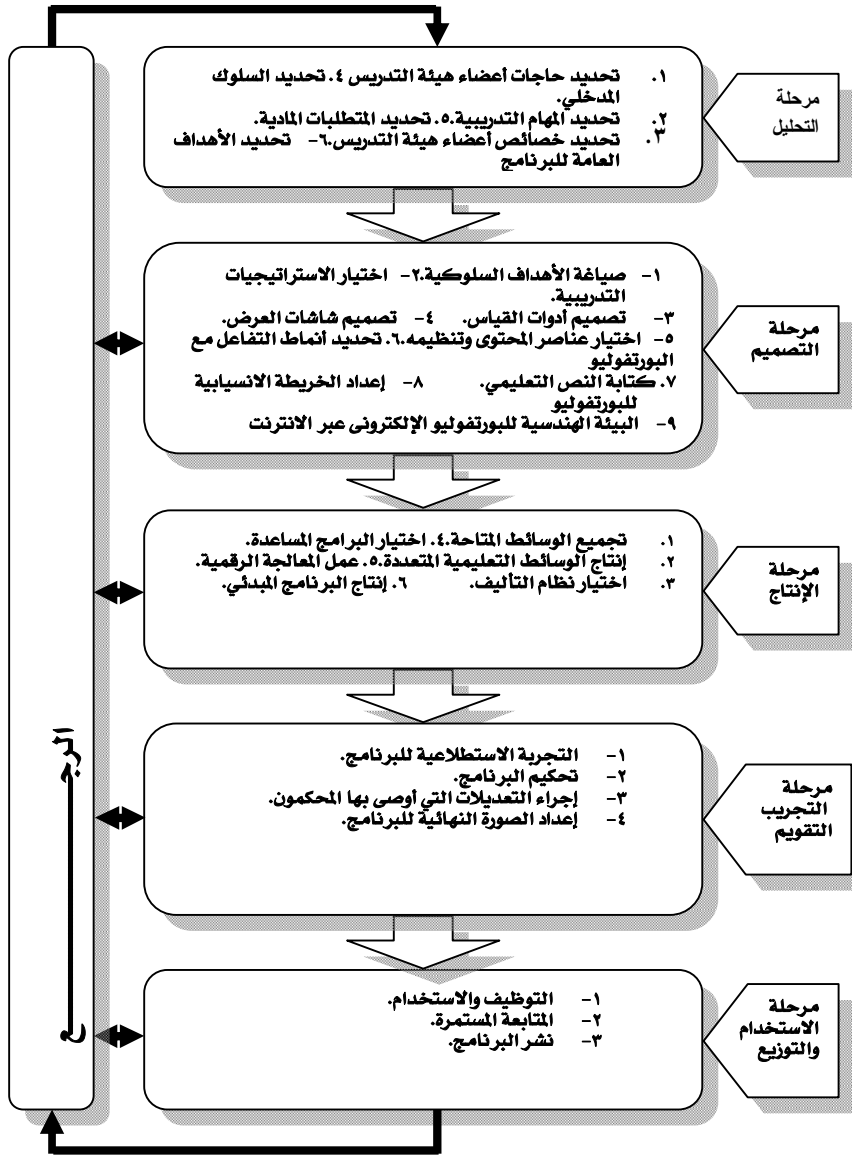 مرحلة
التحليل
١. تحديد حاجات أعضاء هيئة التدريس ٤. تحديد السلوك
المدخلي.
٢. تحديد المهام التدريبية.٥. تحديد المتطلبات المادية.
٣. تحديد خصائص أعضاء هيئة التدريس.٦- تحديد الأهداف
العامة للبرنامج
مرحلة
التصميم
١- صياغة الأهداف السلوكية.٢- اختيار الاستراتيجيات
التدريبية.
٣- تصميم أدوات القياس. ٤- تصميم شاشات العرض.
٥- اختيار عناصر المحتوى وتنظيمه.٦. تحديد أنماط التفاعل مع
البورتفوليو
٧. كتابة النص التعليمي. ٨- إعداد الخريطة الانسيابية
للبورتفوليو
٩- البيئة الهندسية للبورتفوليو الإلكترونى عبر الانترنت
مرحلة
الإنتاج
١. تجميع الوسائط المتاحة.٤. اختيار البرامج المساعدة.
٢. إنتاج الوسائط التعليمية المتعددة.٥. عمل المعالجة الرقمية.
٣. اختيار نظام التأليف. ٦. إنتاج البرنامج المبدئي.
مرحلة
التجريب
التقويم
١- التجربة الاستطلاعية للبرنامج.
٢- تحكيم البرنامج.
٣- إجراء التعديلات التي أوصى بها المحكمون.
٤- إعداد الصورة النهائية للبرنامج.
مرحلة
الاستخدام
والتوزيع
١- التوظيف والاستخدام.
٢- المتابعة المستمرة.
٣- نشر البرنامج.
الرجــــع